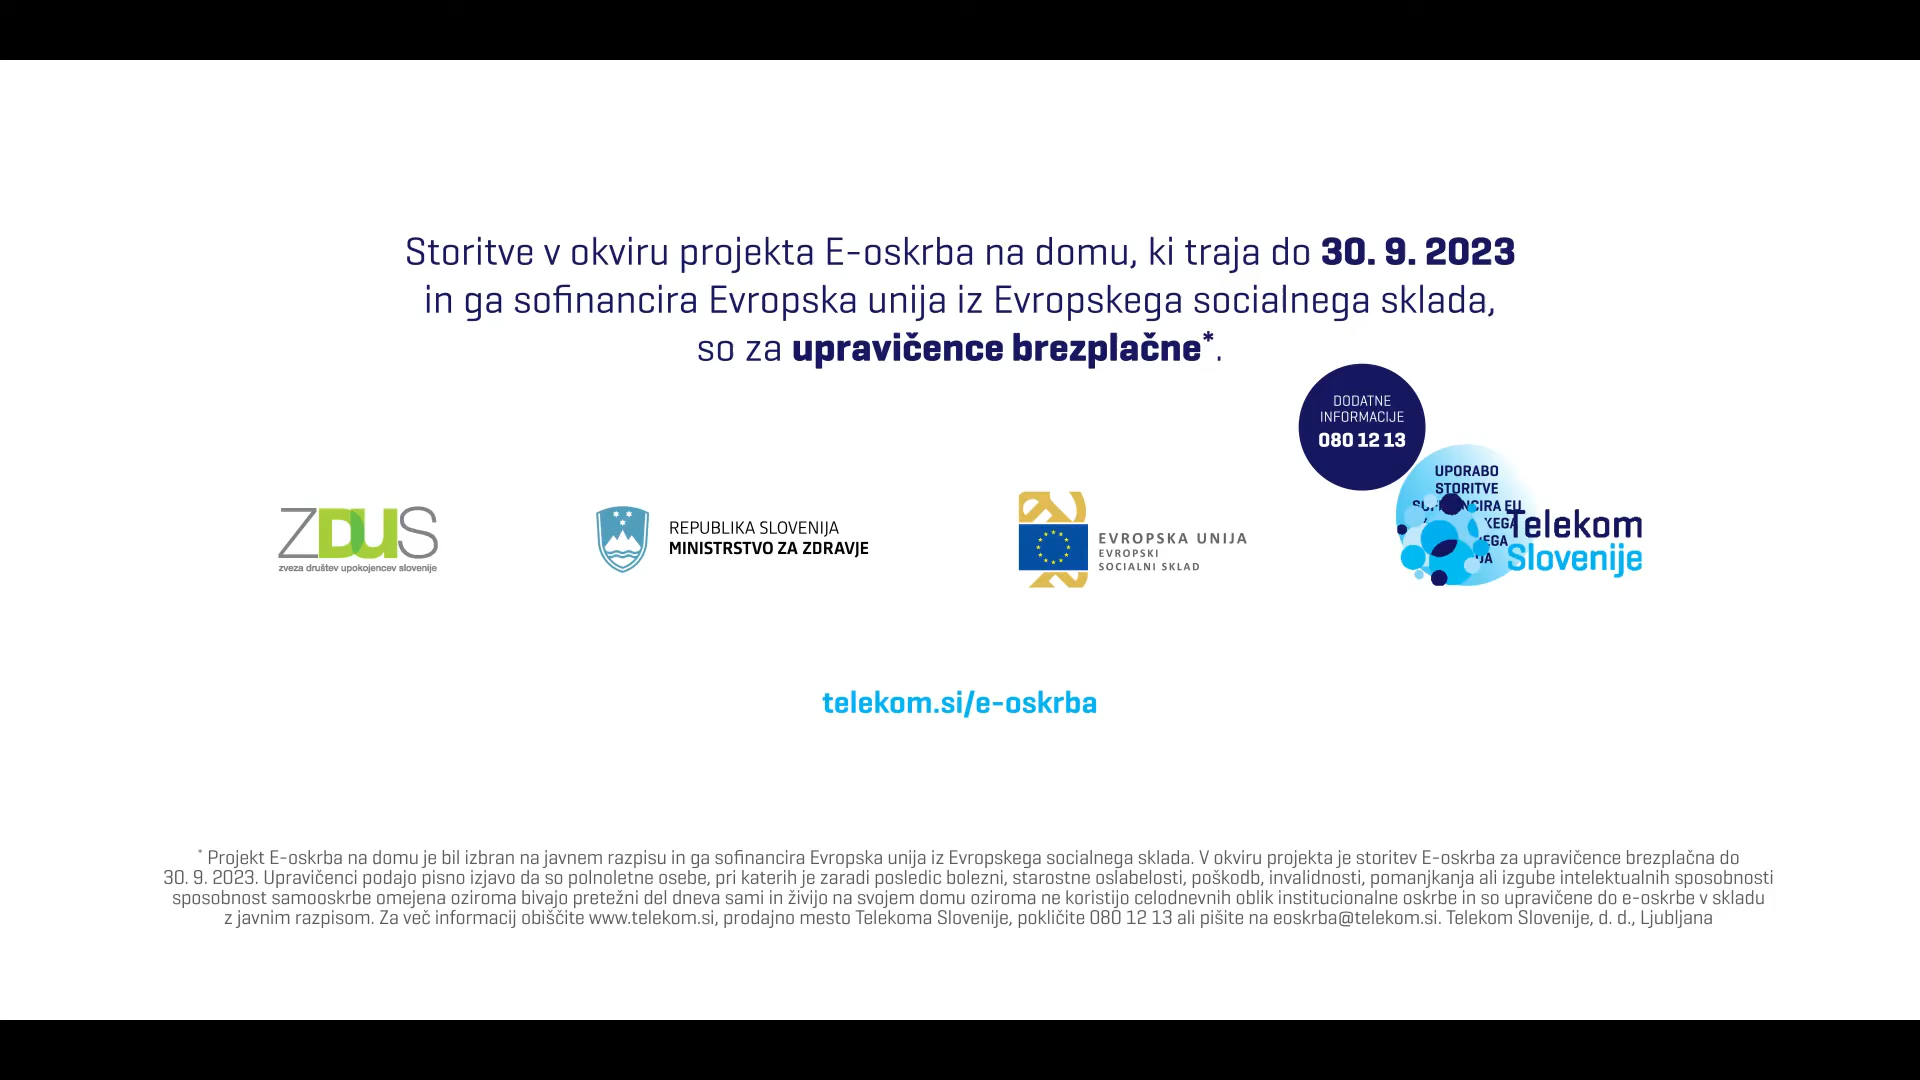 Storitve v okviru projekta E-oskrba na domu, ki traja do 30. 9. 2023
in ga sofinancira Evropska unija iz Evropskega socialnega sklada,
so za upravičence brezplačne*.
DODATNE
INFORMACIJE
080 12 13
UPORABO
STORITVE
ZDUS
zveza društev upokojencev slovenije
REPUBLIKA SLOVENIJA
MINISTRSTVO ZA ZDRAVJE
EVROPSKA UNIJA
EVROPSKI
SOCIALNI SKLAD
Telekom
Slovenije
telekom.si/e-oskrba
* Projekt E-oskrba na domu je bil izbran na javnem razpisu in ga sofinancira Evropska unija iz Evropskega socialnega sklada. V okviru projekta je storitev E-oskrba za upravičence brezplačna do
30. 9. 2023. Upravičenci podajo pisno izjavo da so polnoletne osebe, pri katerih je zaradi posledic bolezni, starostne oslabelosti, poškodb, invalidnosti, pomanjkanja ali izgube intelektualnih sposobnosti
sposobnost samooskrbe omejena oziroma bivajo pretežni del dneva sami in živijo na svojem domu oziroma ne koristijo celodnevnih oblik institucionalne oskrbe in so upravičene do e-oskrbe v skladu
z javnim razpisom. Za več informacij obiščite www.telekom.si, prodajno mesto Telekoma Slovenije, pokličite 080 12 13 ali pišite na eoskrba@telekom.si. Telekom Slovenije, d. d., Ljubljana